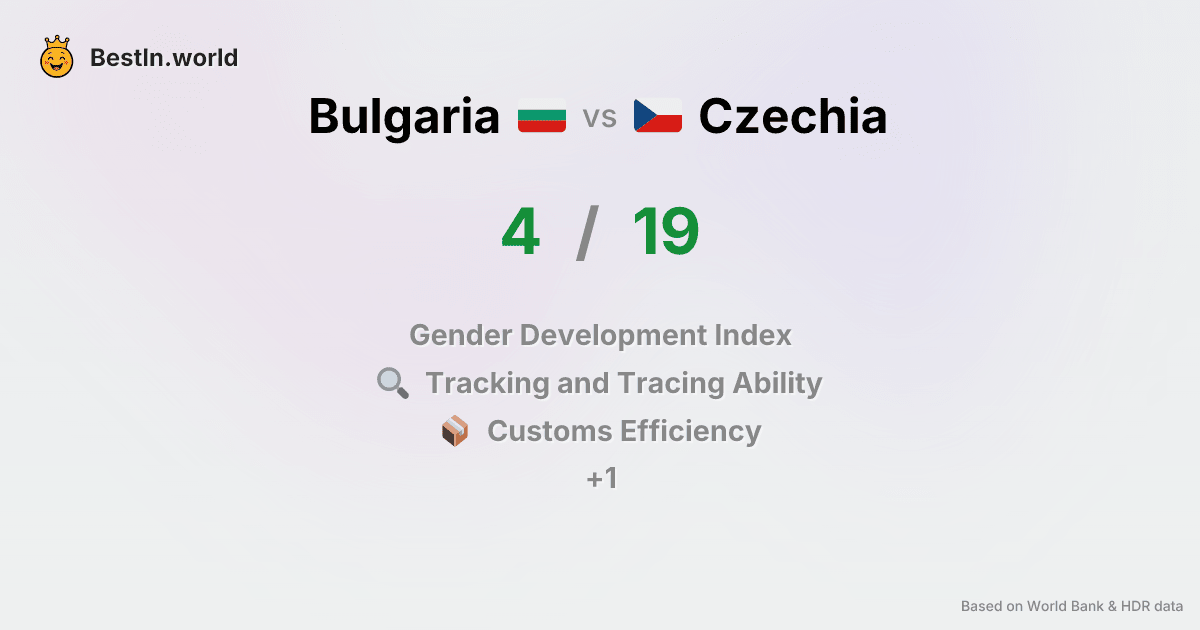 BestIn.world
Bulgaria vs Czechia
4 / 19
Gender Development Index
Tracking and Tracing Ability
Customs Efficiency
+1
Based on World Bank & HDR data